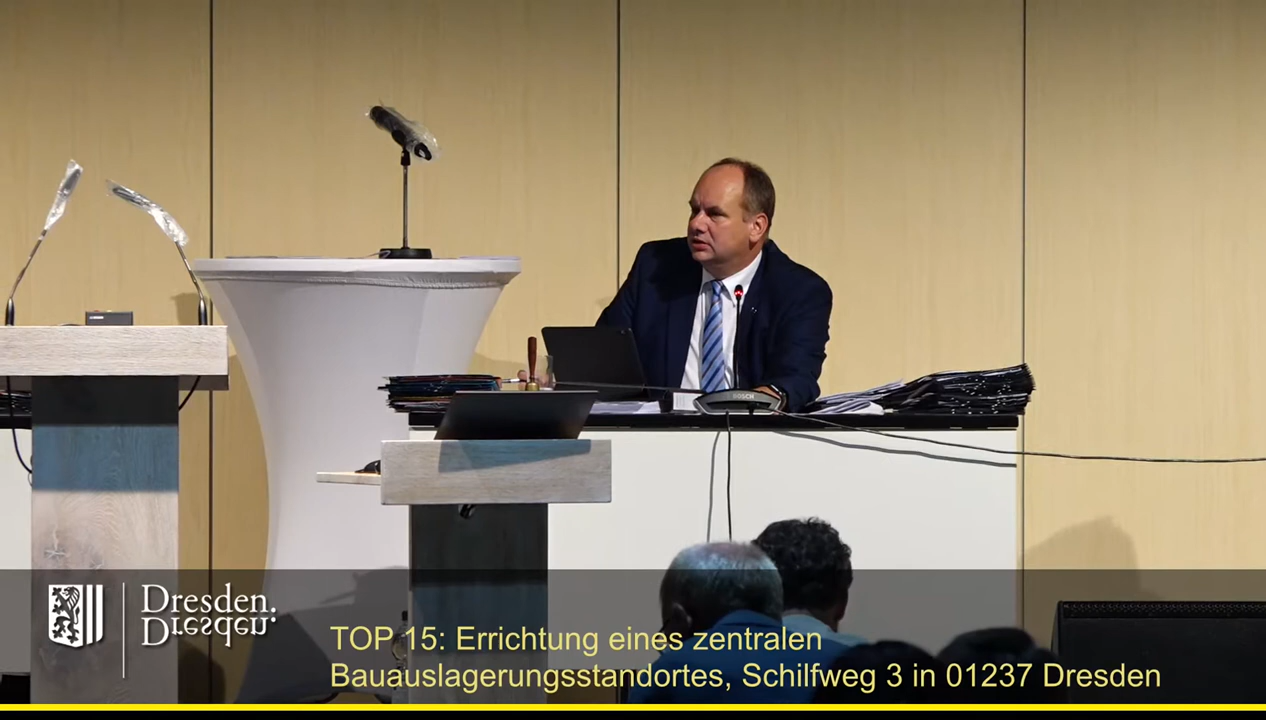 BOSCH
Dresden.
Dresden.
TOP 15: Errichtung eines zentralen
Bauauslagerungsstandortes, Schilfweg 3 in 01237 Dresden